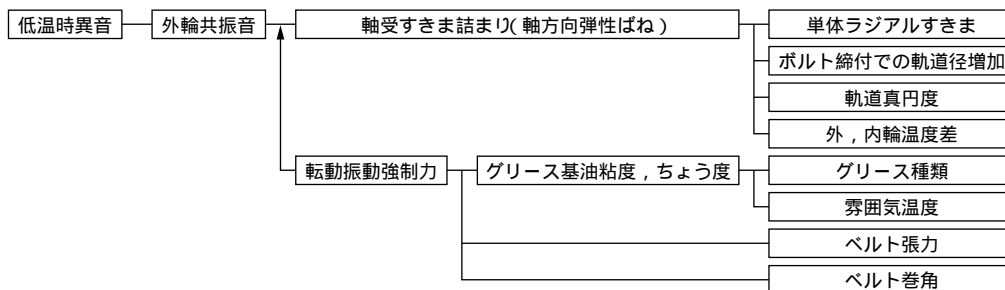 低温時異音
外輪共振音
軸受すきま詰まり(軸方向弾性ばね)
単体ラジアルすきま
ボルト締付での軌道径増加
軌道真円度
外,内輪温度差
転動振動強制力
グリース基油粘度,ちょう度
グリース種類
雰囲気温度
ベルト張力
ベルト巻角